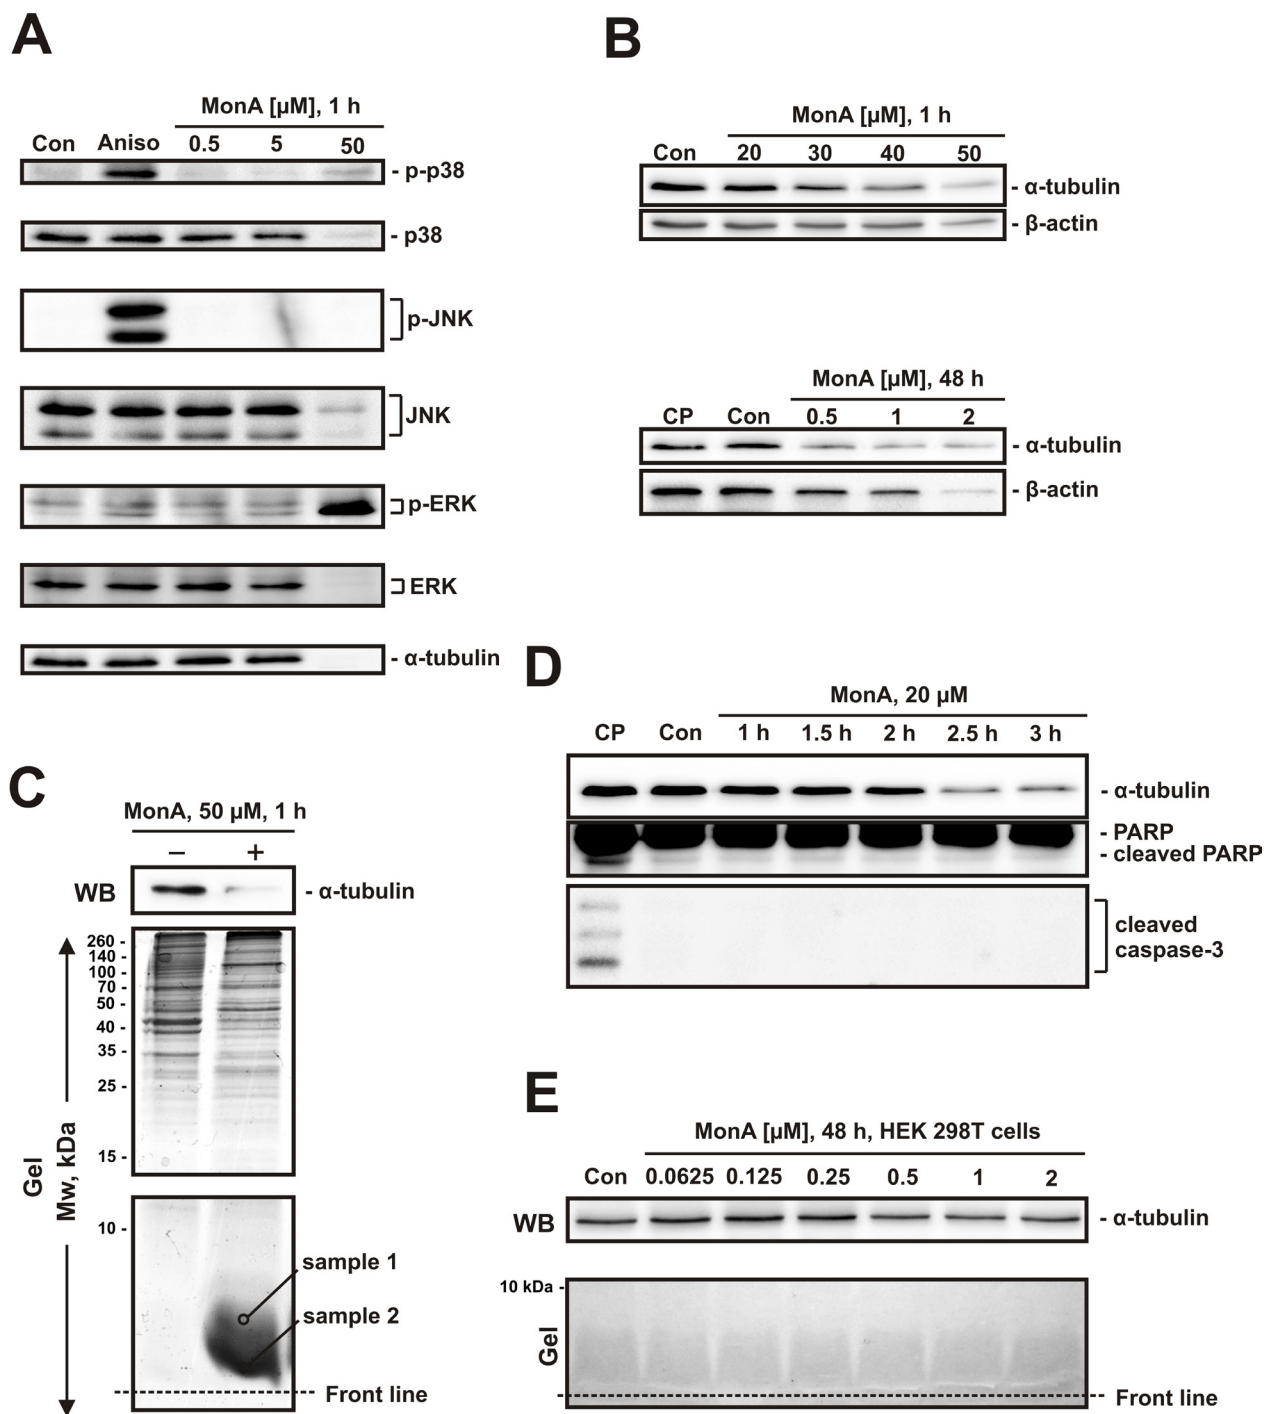 A
MonA [µM], 1 h
Con Aniso 0.5 5 50
- p-p38
- p38
p-JNK
JNK
p-ERK
ERK
- α-tubulin
B
MonA [µM], 1 h
Con 20 30 40 50
- α-tubulin
- β-actin
MonA [µM], 48 h
CP Con 0.5 1 2
- α-tubulin
- β-actin
C
MonA, 50 µM, 1 h
– +
WB - α-tubulin
260 -
140 -
100 -
70 -
50 -
40 -
35 -
25 -
15 -
10 -
Gel
Mw, kDa
sample 1
sample 2
Front line
D
MonA, 20 µM
CP Con 1 h 1.5 h 2 h 2.5 h 3 h
- α-tubulin
- PARP
- cleaved PARP
cleaved
caspase-3
E
MonA [µM], 48 h, HEK 298T cells
Con 0.0625 0.125 0.25 0.5 1 2
WB - α-tubulin
10 kDa -
Gel
Front line